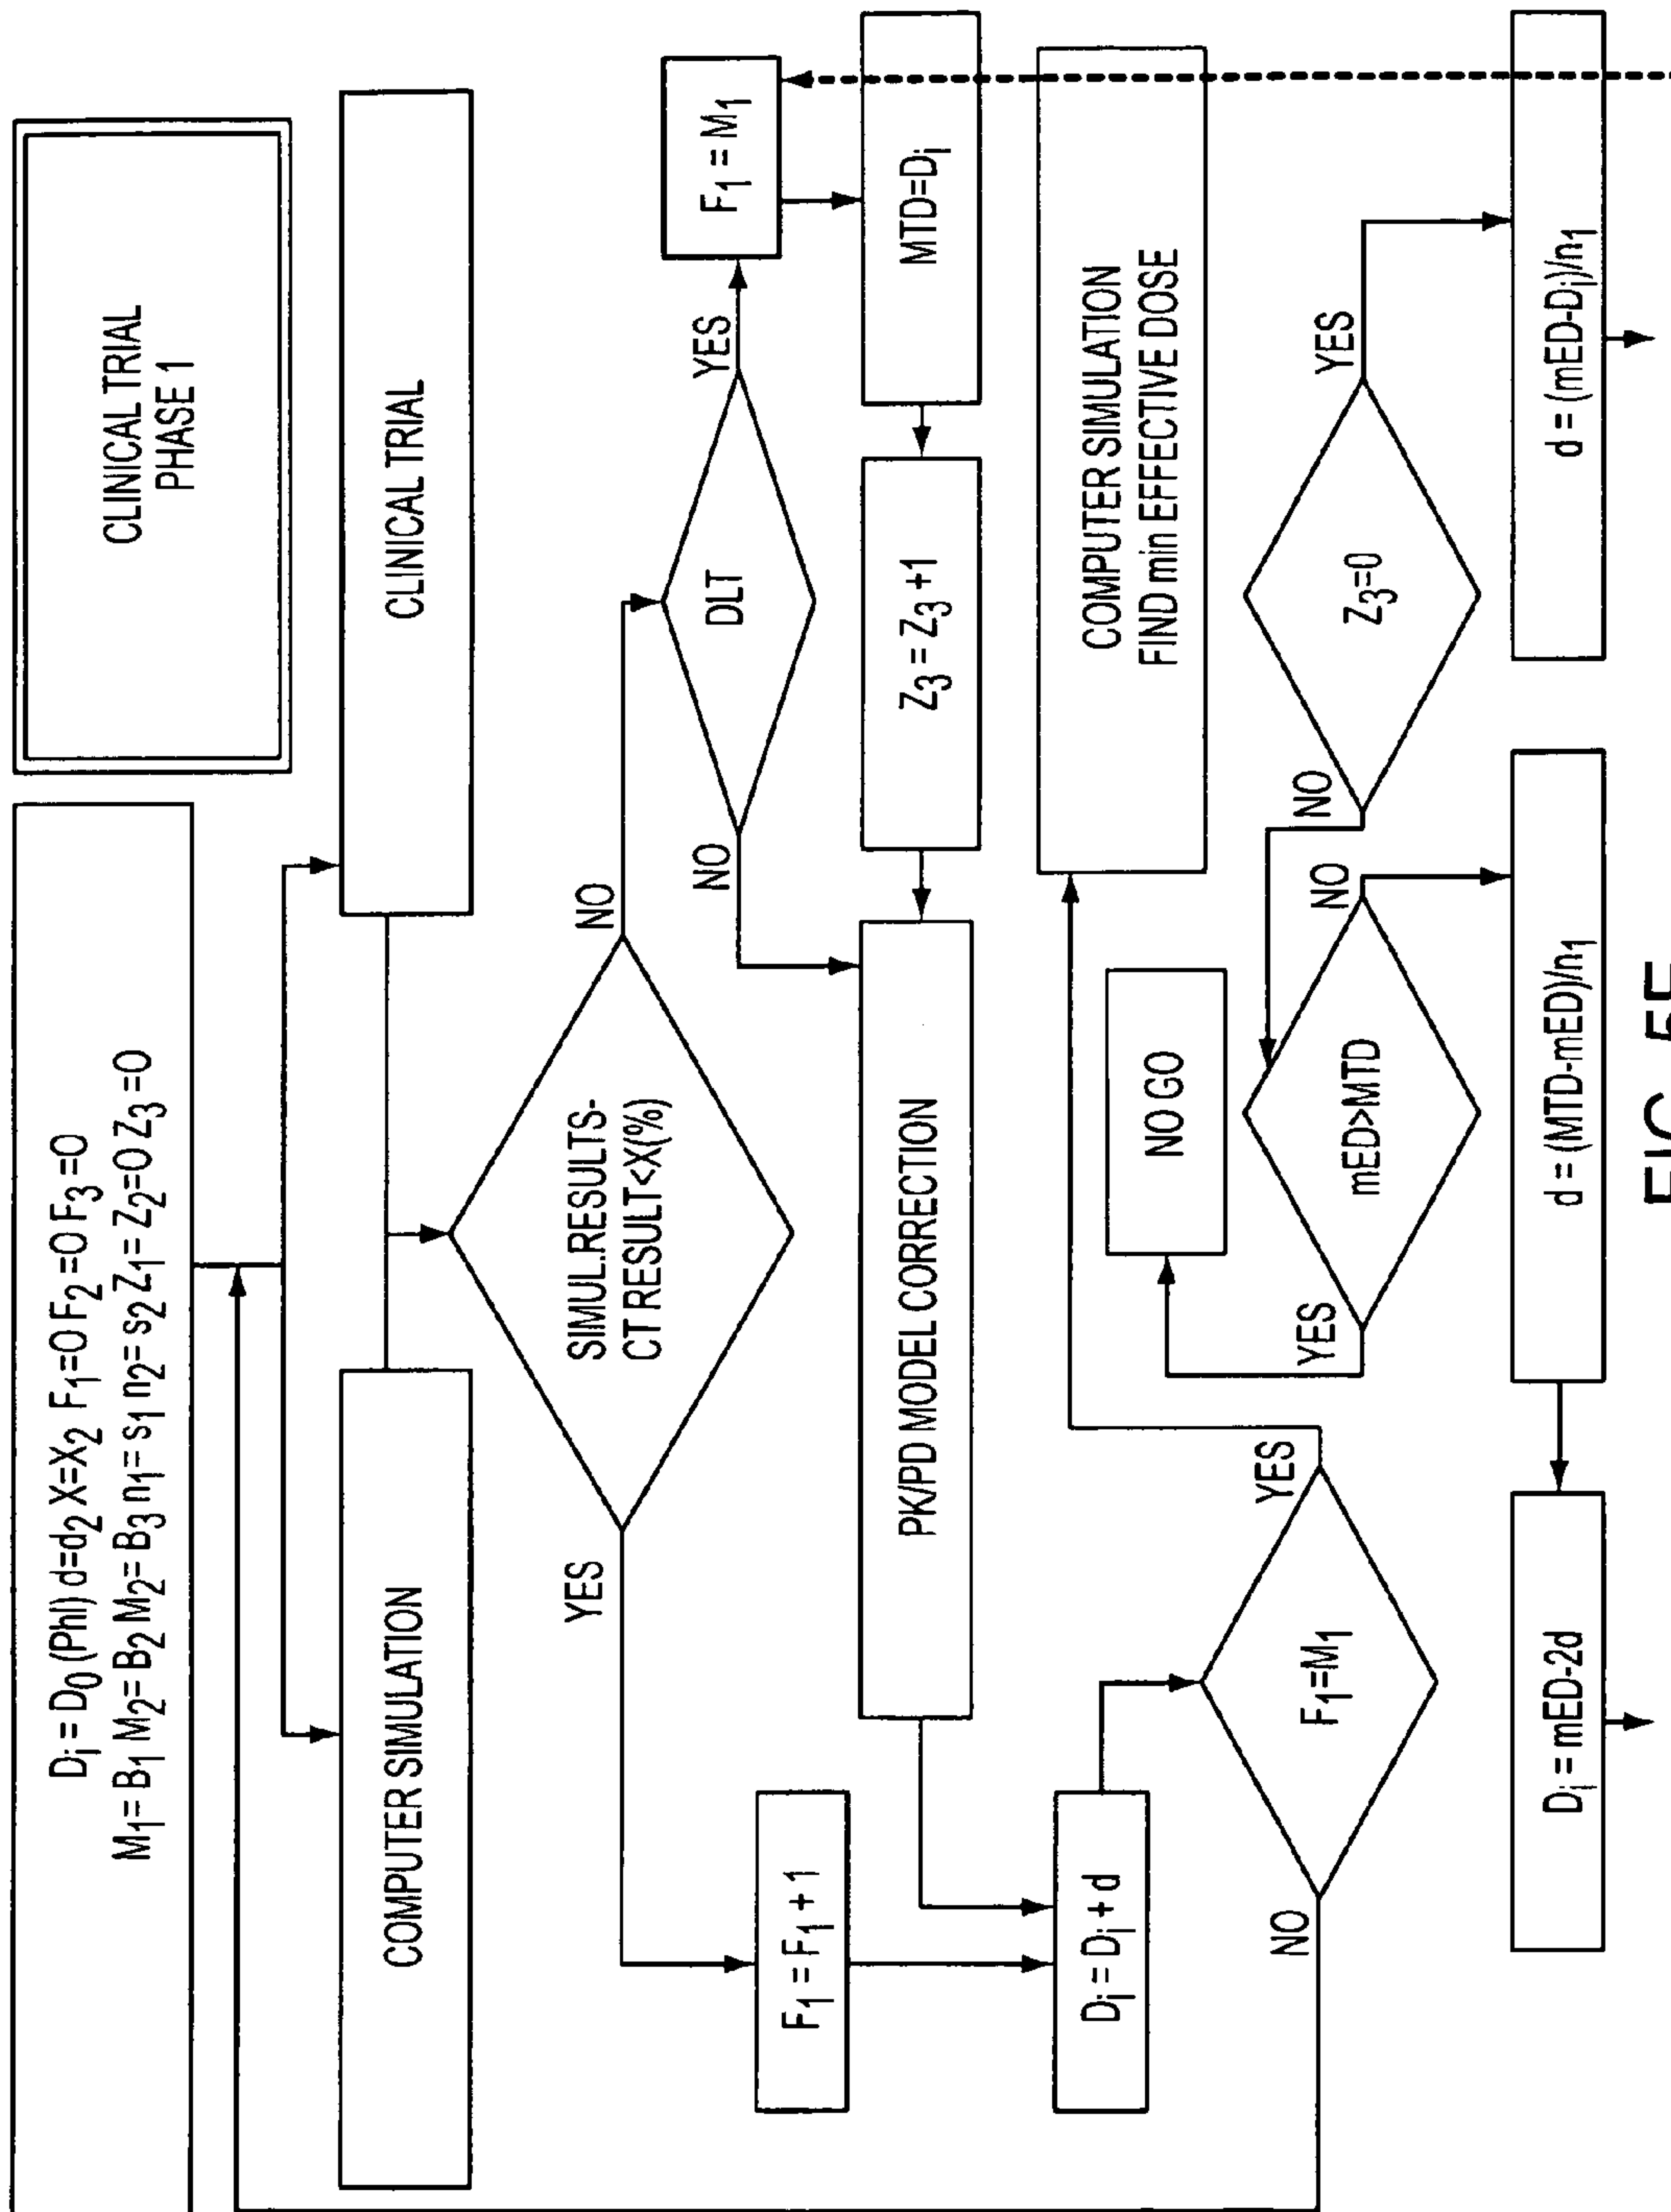 CLINICAL TRIAL
PHASE 1
Di = D0 (PhI) d=d2 X=X2 F1=0 F2=0 F3=0
M1= B1 M2= B2 M2= B3 n1= s1 n2= s2 Z1= Z2=0 Z3=0
COMPUTER SIMULATION
CLINICAL TRIAL
SIMUL.RESULTS-
CT RESULT<X(%)
YES
NO
DLT
NO
YES
F1 = M1
F1 = F1 + 1
PK/PD MODEL CORRECTION
Z3 = Z3 +1
MTD=Di
Di = Di + d
COMPUTER SIMULATION
FIND min EFFECTIVE DOSE
F1=M1
NO
YES
NO GO
mED>MTD
YES
NO
Z3=0
NO
YES
Di = mED-2d
d = (MTD-mED)/n1
d = (mED-Di)/n1